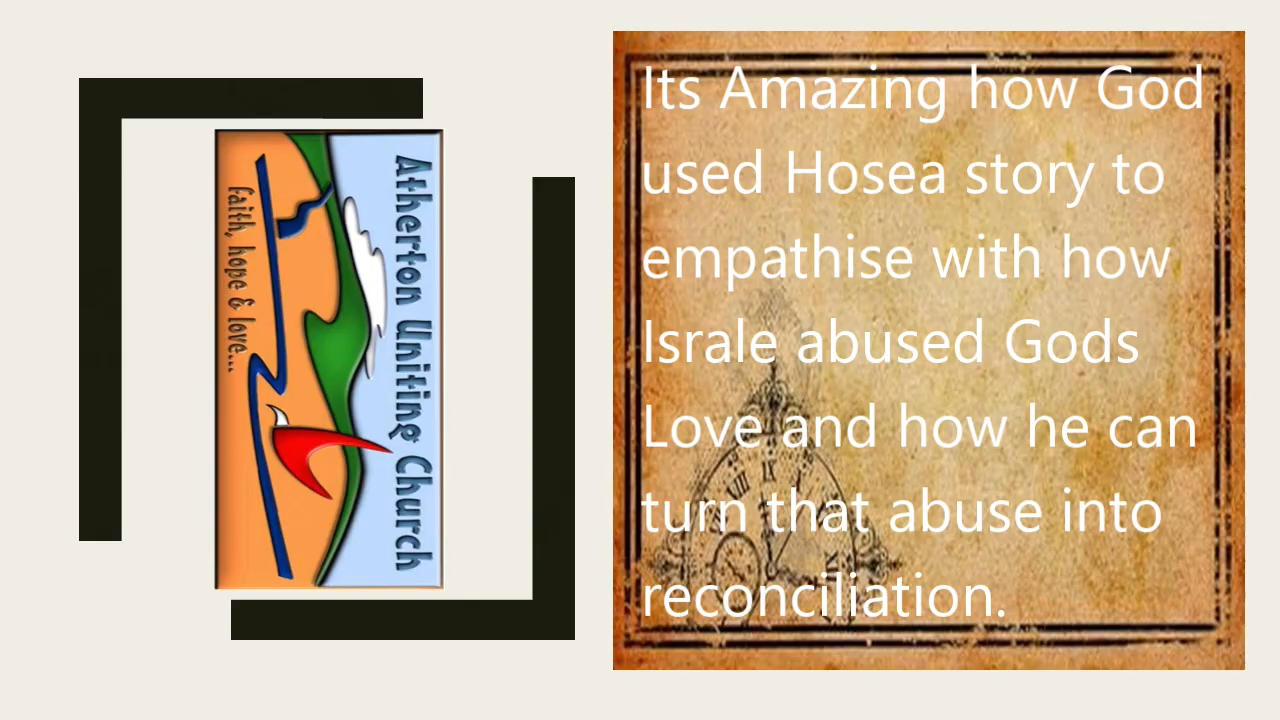 Atherton Uniting Church
faith, hope & love...
Its Amazing how God
used Hosea story to
empathise with how
Israle abused Gods
Love and how he can
turn that abuse into
reconciliation.